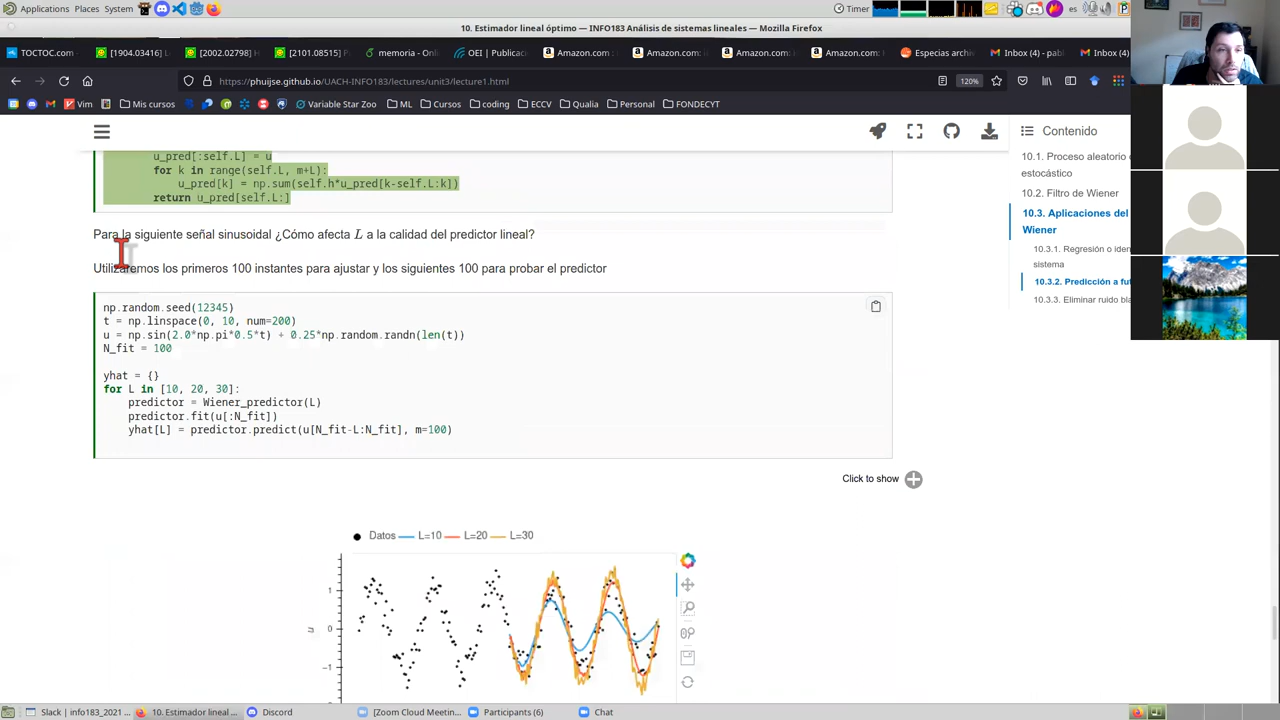 Applications Places System
Timer
es
10. Estimador lineal óptimo — INFO183 Análisis de sistemas lineales — Mozilla Firefox
TOCTOC.com
[1904.03416]
[2002.02798]
[2101.08515]
memoria - O
OEI | Publica
Amazon.com
Amazon.com
Amazon.com
Amazon.com
Especias arch
Inbox (4) - pab
Inbox (4)
https://phuijse.github.io/UACH-INFO183/lectures/unit3/lecture1.html
120%
Vim
Mis cursos
Variable Star Zoo
ML
Cursos
coding
ECCV
Qualia
Personal
FONDECYT
Contenido
10.1. Proceso aleatorio
estocástico
10.2. Filtro de Wiener
10.3. Aplicaciones del
Wiener
10.3.1. Regresión o
sistema
10.3.2. Predicción a
10.3.3. Eliminar ruido
u_pred[:self.L] = u
for k in range(self.L, m+L):
u_pred[k] = np.sum(self.h*u_pred[k-self.L:k])
return u_pred[self.L:]
Para la siguiente señal sinusoidal ¿Cómo afecta L a la calidad del predictor lineal?
Utilizaremos los primeros 100 instantes para ajustar y los siguientes 100 para probar el predictor
np.random.seed(12345)
t = np.linspace(0, 10, num=200)
u = np.sin(2.0*np.pi*0.5*t) + 0.25*np.random.randn(len(t))
N_fit = 100
yhat = {}
for L in [10, 20, 30]:
predictor = Wiener_predictor(L)
predictor.fit(u[:N_fit])
yhat[L] = predictor.predict(u[N_fit-L:N_fit], m=100)
Click to show
Datos L=10 L=20 L=30
1
0
−1
u
Slack | info183_2021 ...
10. Estimador lineal ...
Discord
[Zoom Cloud Meetin...
Participants (6)
Chat